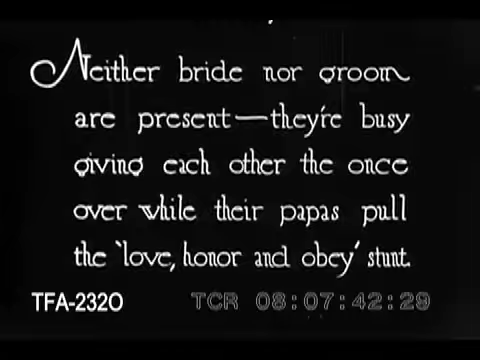 Neither bride nor groom
are present—they're busy
giving each other the once
over while their papas pull
the 'love, honor and obey' stunt.
TFA-232O TCR 08:07:42:29